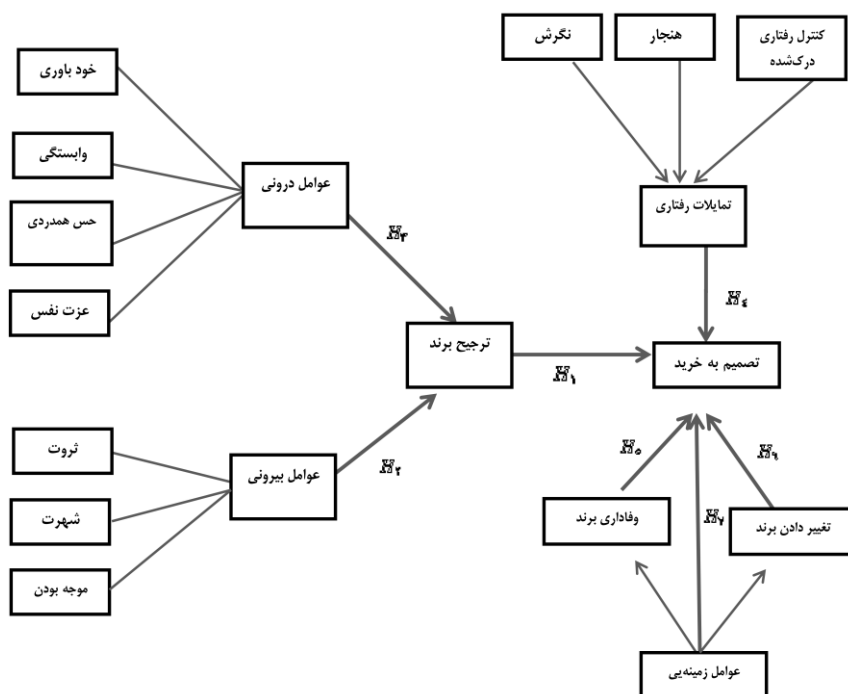 کنترل رفتاری
درک‌شده
هنجار
نگرش
خود باوری
وابستگی
عوامل درونی
حس همدردی
تمایلات رفتاری
H۳
عزت نفس
H٤
ترجیح برند
تصمیم به خرید
H۱
ثروت
عوامل بیرونی
H۲
H۵
H۶
شهرت
وفاداری برند
H۷
تغییر دادن برند
موجه بودن
عوامل زمینه‌یی